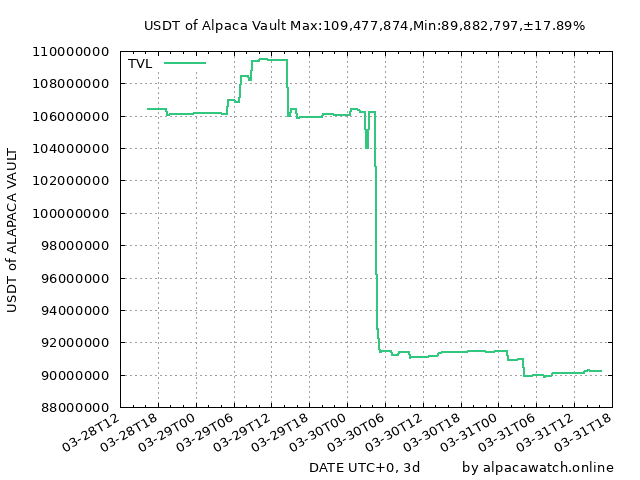 USDT of Alpaca Vault Max:109,477,874,Min:89,882,797,±17.89%
TVL
110000000
108000000
106000000
104000000
102000000
100000000
98000000
96000000
94000000
92000000
90000000
88000000
USDT of ALAPACA VAULT
03-28T12
03-28T18
03-29T00
03-29T06
03-29T12
03-29T18
03-30T00
03-30T06
03-30T12
03-30T18
03-31T00
03-31T06
03-31T12
03-31T18
DATE UTC+0, 3d
by alpacawatch.online